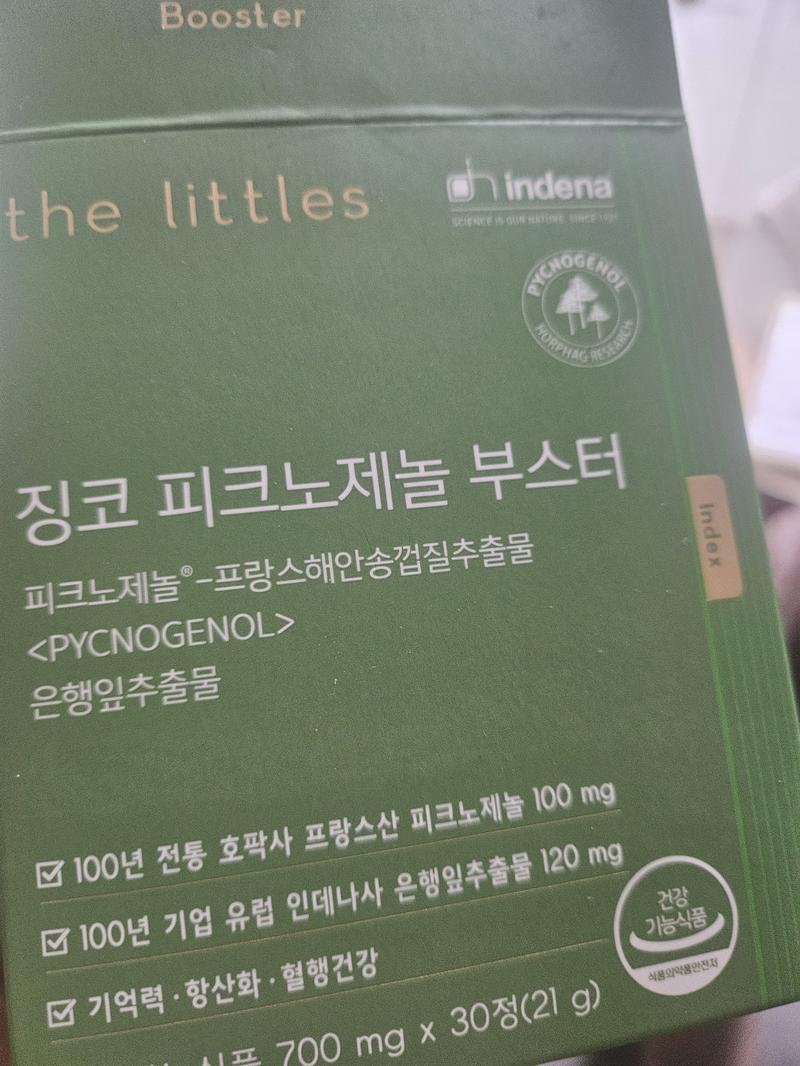 Booster
the littles
indena
SCIENCE IS OUR NATURE. SINCE 1921
PYCNOGENOL
HORPHAG RESEARCH
징코 피크노제놀 부스터
index
피크노제놀®-프랑스해안송껍질추출물
<PYCNOGENOL>
은행잎추출물
100년 전통 호팍사 프랑스산 피크노제놀 100 mg
100년 기업 유럽 인데나사 은행잎추출물 120 mg
기억력·항산화·혈행건강
건강
기능식품
식품의약품안전처
식품 700 mg x 30정(21 g)